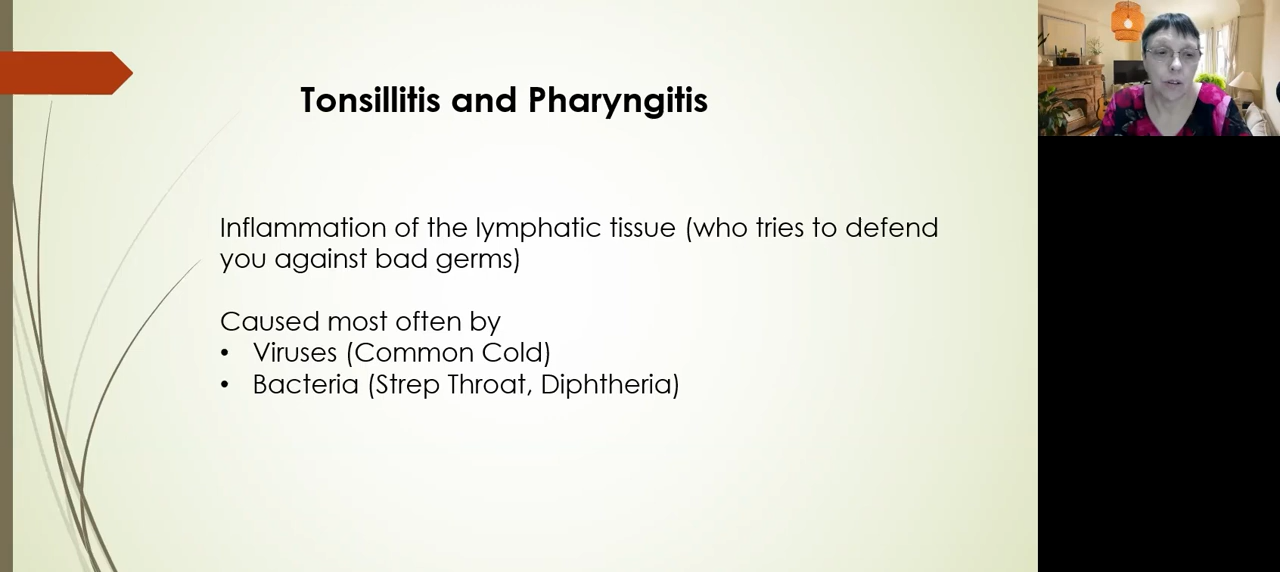 Tonsillitis and Pharyngitis
Inflammation of the lymphatic tissue (who tries to defend
you against bad germs)
Caused most often by
• Viruses (Common Cold)
• Bacteria (Strep Throat, Diphtheria)